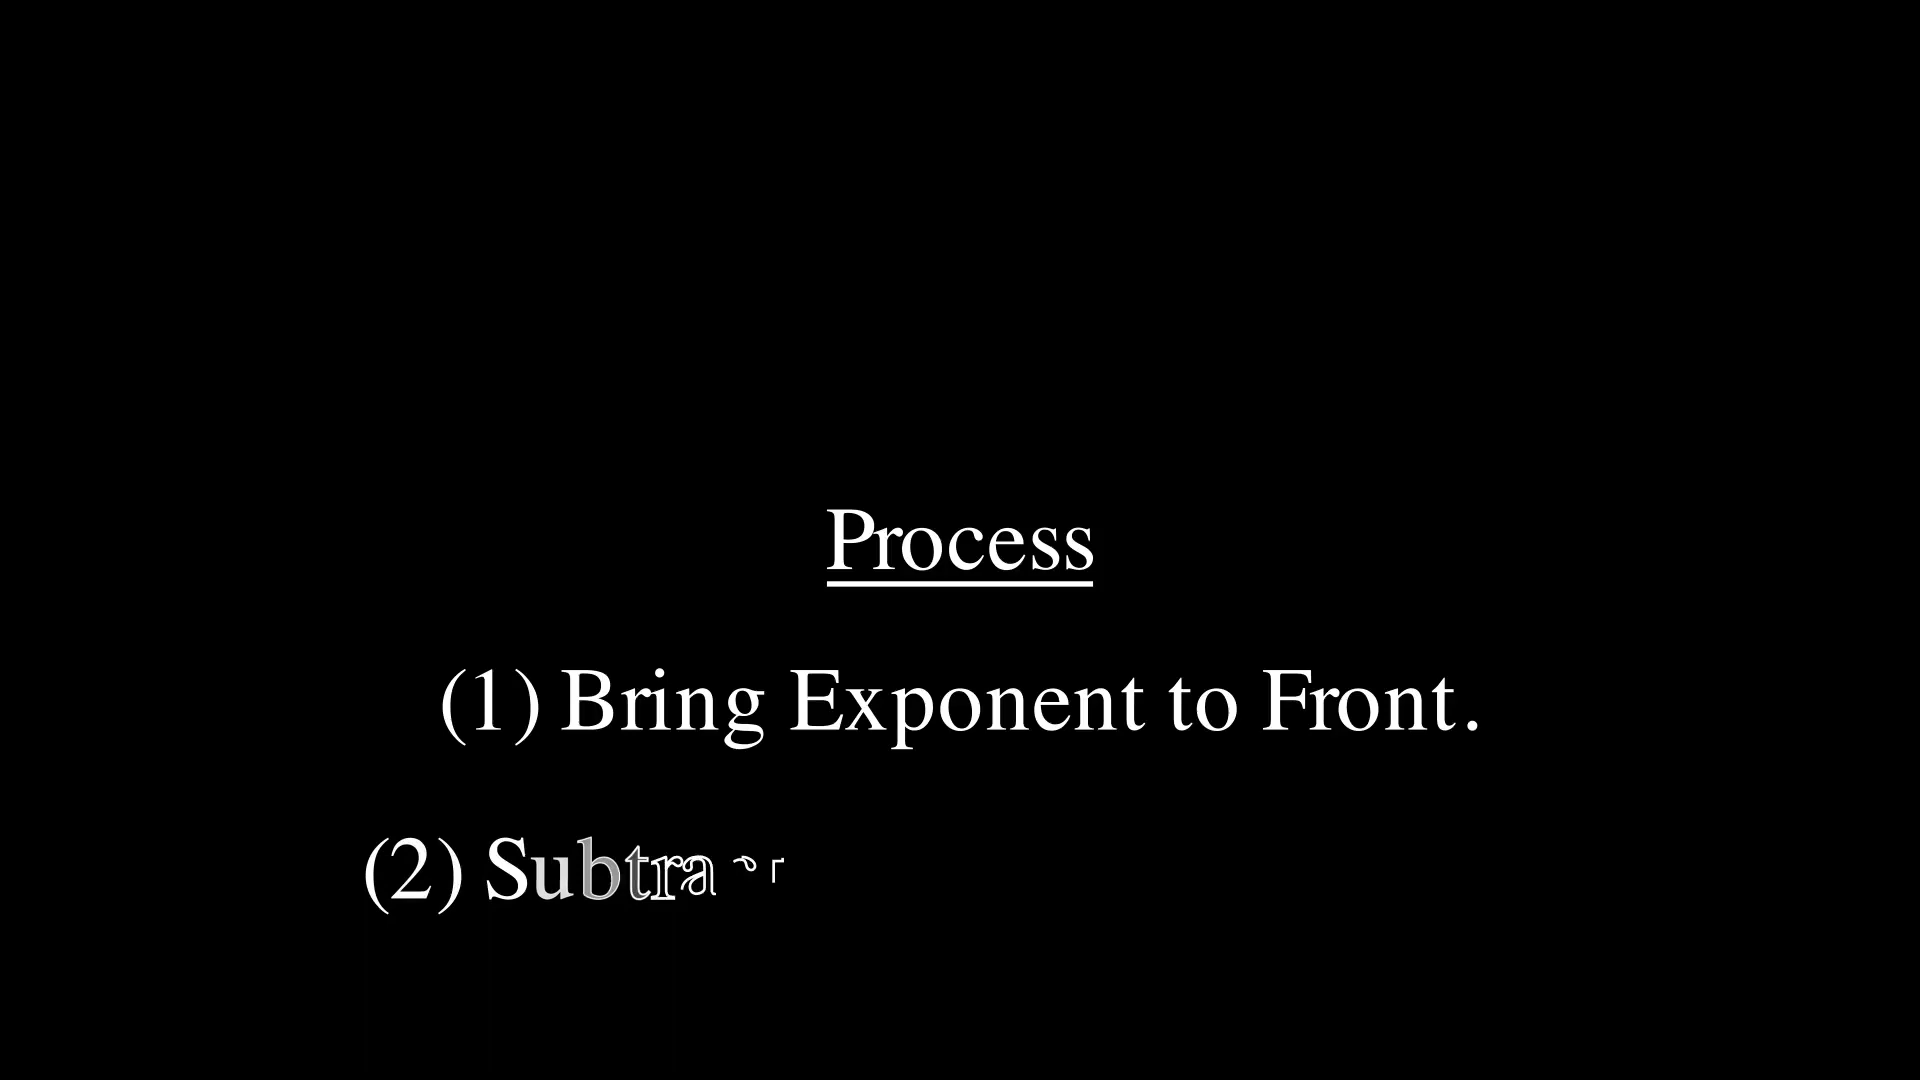 Process
(1) Bring Exponent to Front.
(2) Subtra